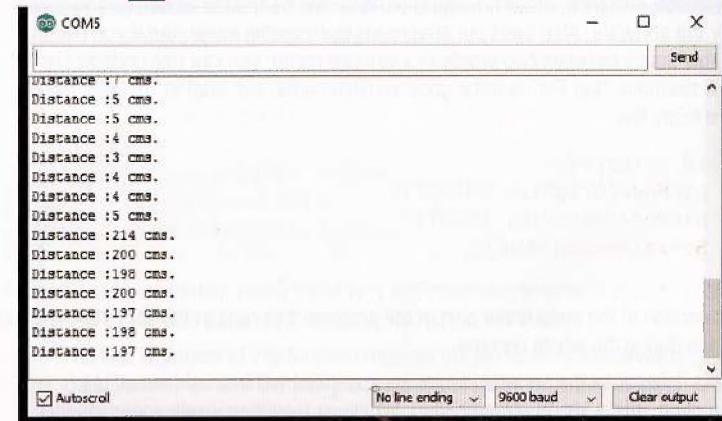 COM5
Send
Distance :7 cms.
Distance :5 cms.
Distance :5 cms.
Distance :4 cms.
Distance :3 cms.
Distance :4 cms.
Distance :4 cms.
Distance :5 cms.
Distance :214 cms.
Distance :200 cms.
Distance :198 cms.
Distance :200 cms.
Distance :197 cms.
Distance :198 cms.
Distance :197 cms.
Autoscroll
No line ending
9600 baud
Clear output